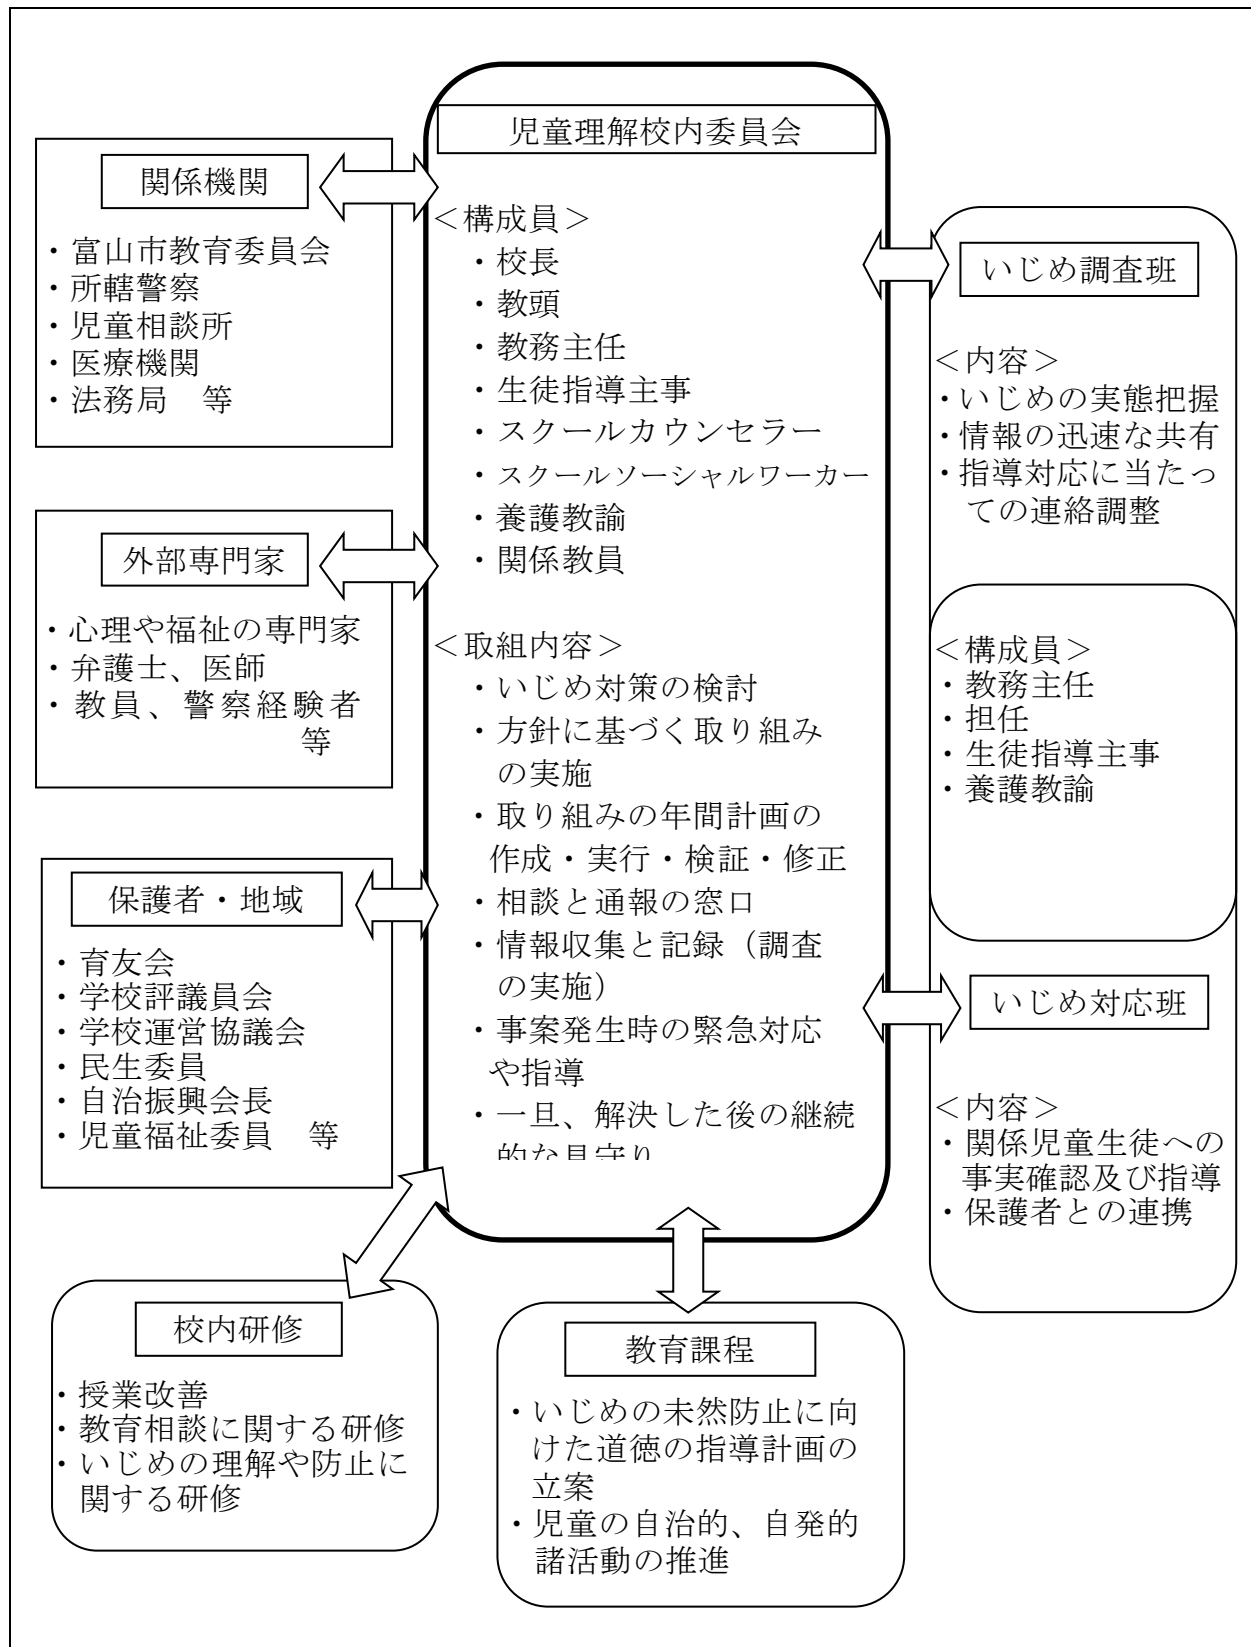 児童理解校内委員会
＜構成員＞
・校長
・教頭
・教務主任
・生徒指導主事
・スクールカウンセラー
・スクールソーシャルワーカー
・養護教諭
・関係教員
＜取組内容＞
・いじめ対策の検討
・方針に基づく取り組み
の実施
・取り組みの年間計画の
作成・実行・検証・修正
・相談と通報の窓口
・情報収集と記録（調査
の実施）
・事案発生時の緊急対応
や指導
・一旦、解決した後の継続
的な見守り
関係機関
・富山市教育委員会
・所轄警察
・児童相談所
・医療機関
・法務局　等
外部専門家
・心理や福祉の専門家
・弁護士、医師
・教員、警察経験者
等
保護者・地域
・育友会
・学校評議員会
・学校運営協議会
・民生委員
・自治振興会長
・児童福祉委員　等
いじめ調査班
＜内容＞
・いじめの実態把握
・情報の迅速な共有
・指導対応に当たっ
ての連絡調整
＜構成員＞
・教務主任
・担任
・生徒指導主事
・養護教諭
いじめ対応班
＜内容＞
・関係児童生徒への
事実確認及び指導
・保護者との連携
校内研修
・授業改善
・教育相談に関する研修
・いじめの理解や防止に
関する研修
教育課程
・いじめの未然防止に向
けた道徳の指導計画の
立案
・児童の自治的、自発的
諸活動の推進